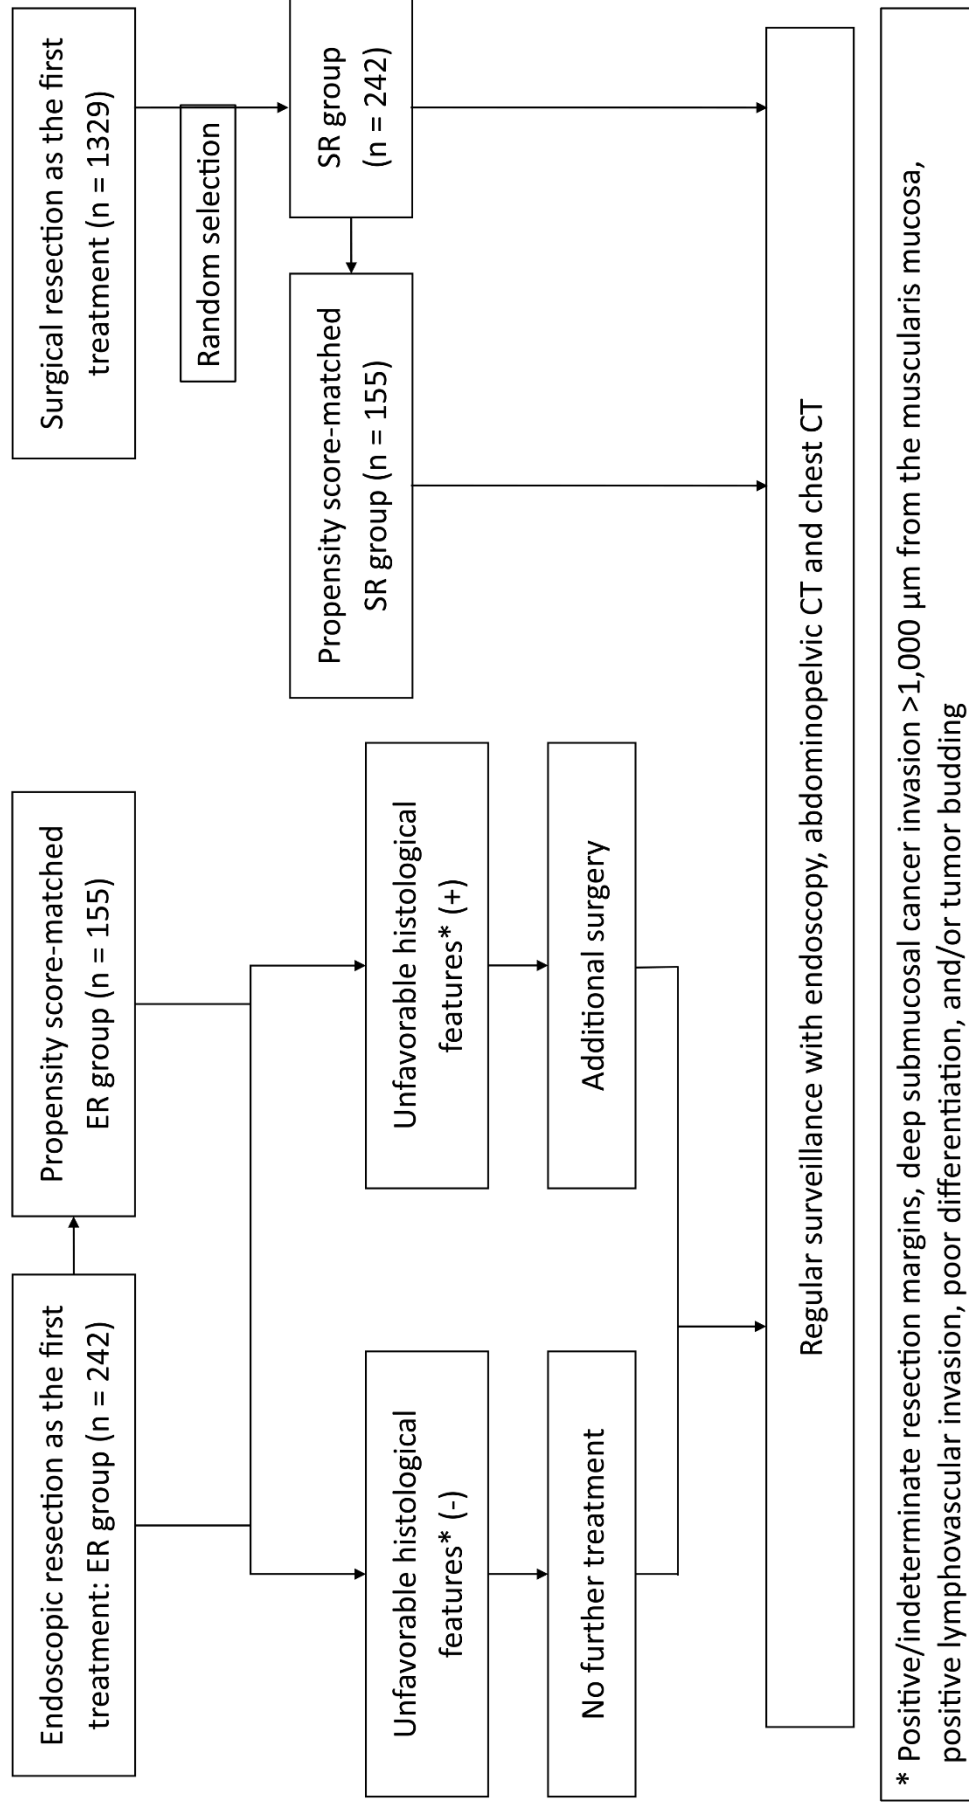 Endoscopic resection as the first
treatment: ER group (n = 242)
Propensity score-matched
ER group (n = 155)
Surgical resection as the first
treatment (n = 1329)
Random selection
Unfavorable histological
features* (-)
Unfavorable histological
features* (+)
Propensity score-matched
SR group (n = 155)
SR group
(n = 242)
No further treatment
Additional surgery
Regular surveillance with endoscopy, abdominopelvic CT and chest CT
* Positive/indeterminate resection margins, deep submucosal cancer invasion >1,000 μm from the muscularis mucosa,
positive lymphovascular invasion, poor differentiation, and/or tumor budding